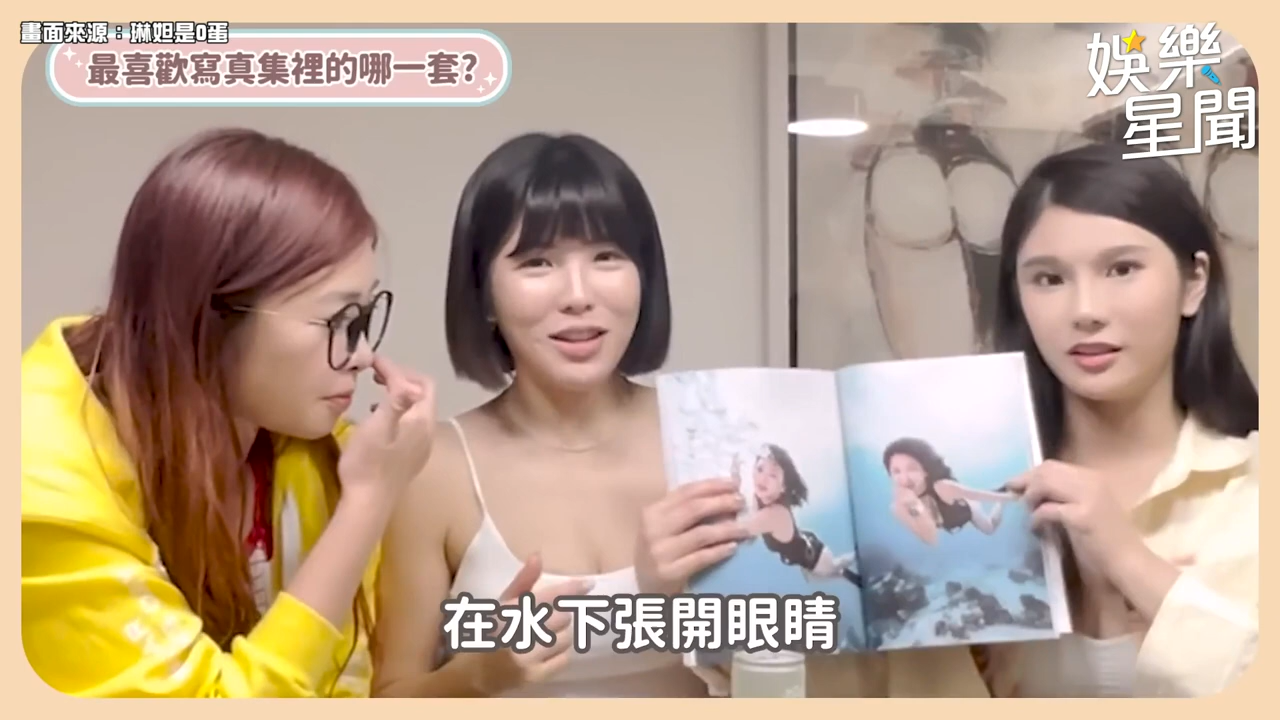 畫面來源：琳妲是0蛋
最喜歡寫真集裡的哪一套?
娛樂
星聞
在水下張開眼睛